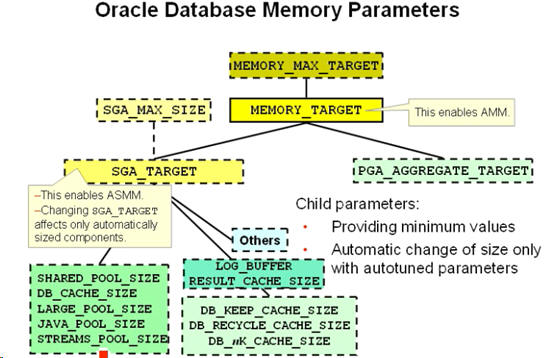 Oracle Database Memory Parameters
MEMORY_MAX_TARGET
SGA_MAX_SIZE
MEMORY_TARGET
This enables AMM.
SGA_TARGET
PGA_AGGREGATE_TARGET
–This enables ASMM.
–Changing SGA_TARGET
affects only automatically
sized components.
Child parameters:
• Providing minimum values
• Automatic change of size only
with autotuned parameters
Others
LOG_BUFFER
RESULT_CACHE_SIZE
SHARED_POOL_SIZE
DB_CACHE_SIZE
LARGE_POOL_SIZE
JAVA_POOL_SIZE
STREAMS_POOL_SIZE
DB_KEEP_CACHE_SIZE
DB_RECYCLE_CACHE_SIZE
DB_nK_CACHE_SIZE